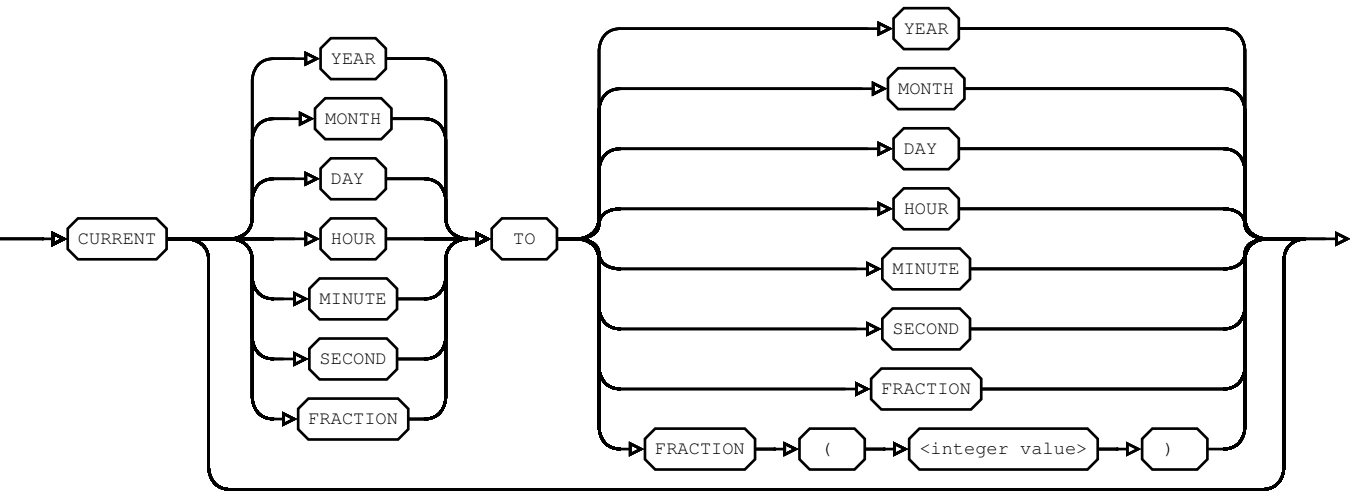 CURRENT
YEAR
MONTH
DAY
HOUR
MINUTE
SECOND
FRACTION
TO
YEAR
MONTH
DAY
HOUR
MINUTE
SECOND
FRACTION
FRACTION ( <integer value> )